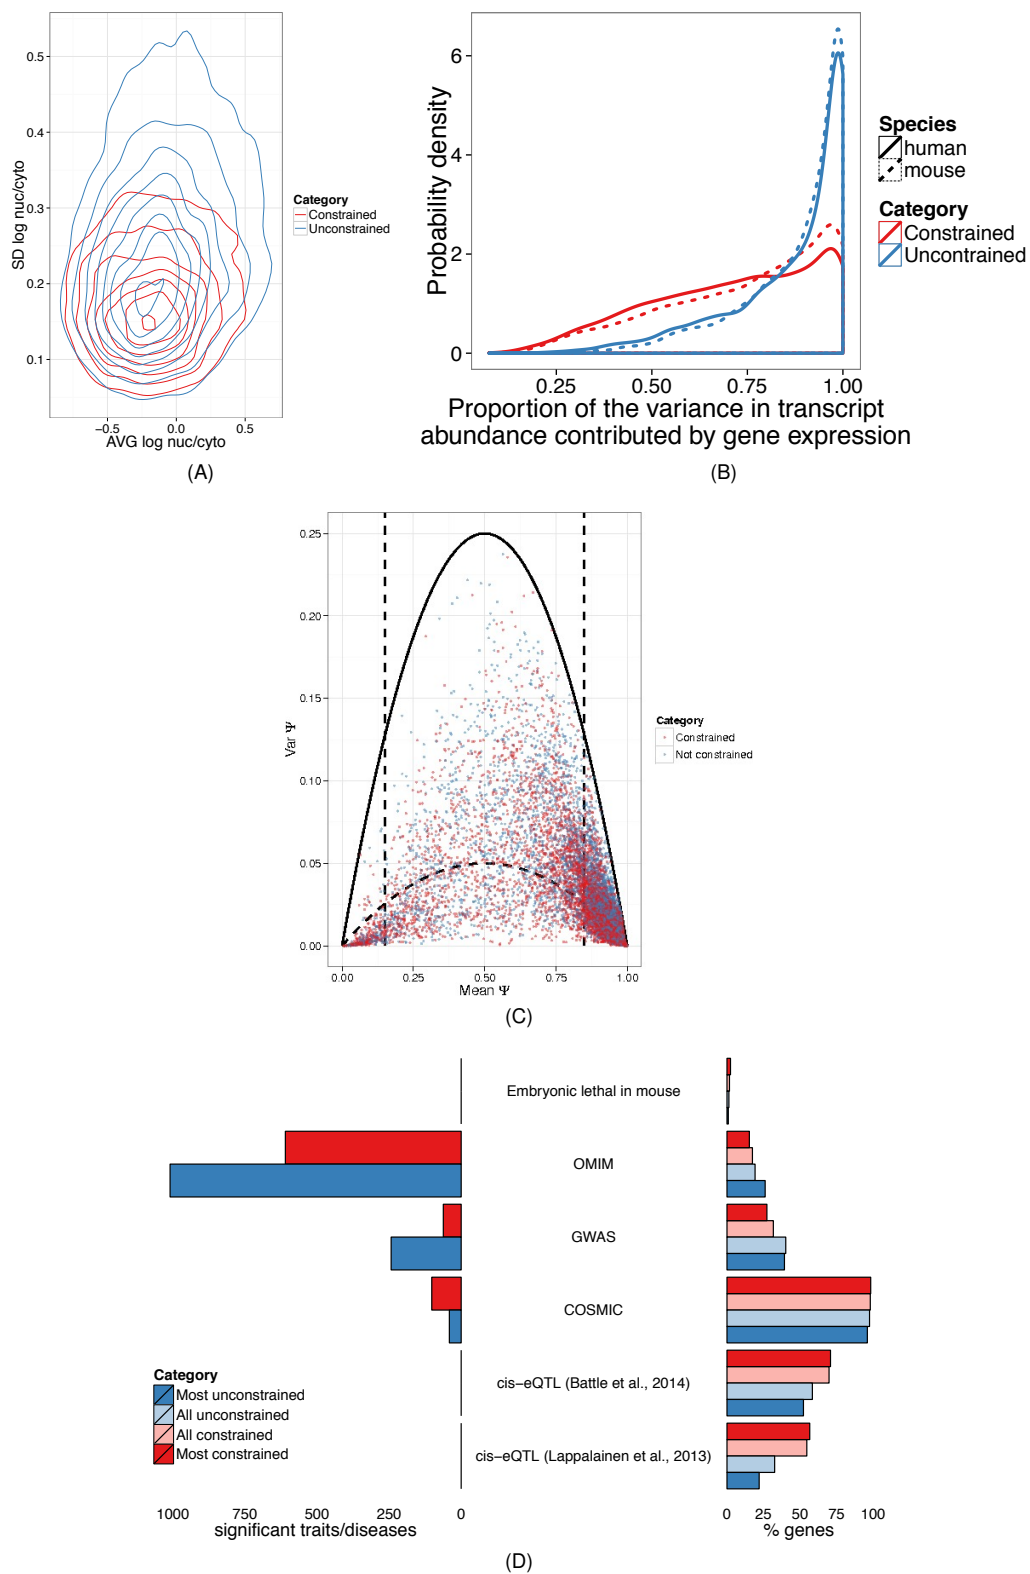 0.5
0.4
0.3
0.2
0.1
SD log nuc/cyto
−0.5 0.0 0.5
AVG log nuc/cyto
Category
Constrained
Unconstrained
(A)
6
4
2
0
Probability density
0.25 0.50 0.75 1.00
Proportion of the variance in transcript
abundance contributed by gene expression
Species
human
mouse
Category
Constrained
Uncontrained
(B)
0.25
0.20
0.15
0.10
0.05
0.00
Var Ψ
0.00 0.25 0.50 0.75 1.00
Mean Ψ
Category
Constrained
Not constrained
(C)
Embryonic lethal in mouse
OMIM
GWAS
COSMIC
cis−eQTL (Battle et al., 2014)
cis−eQTL (Lappalainen et al., 2013)
Category
Most unconstrained
All unconstrained
All constrained
Most constrained
1000 750 500 250 0
significant traits/diseases
0 25 50 75 100
% genes
(D)